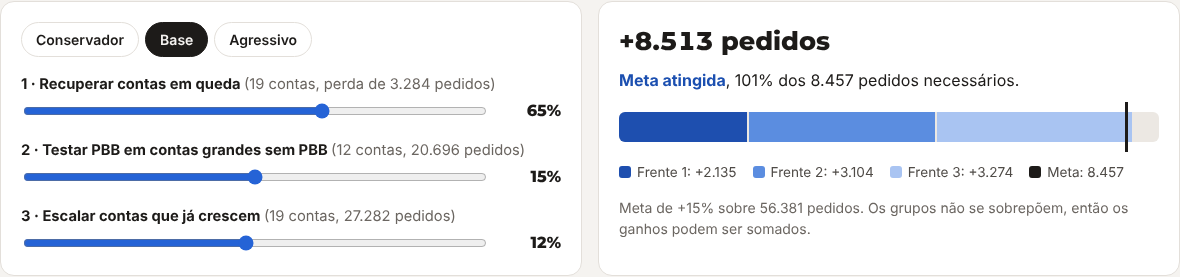 Conservador
Base
Agressivo
1 · Recuperar contas em queda (19 contas, perda de 3.284 pedidos)
65%
2 · Testar PBB em contas grandes sem PBB (12 contas, 20.696 pedidos)
15%
3 · Escalar contas que já crescem (19 contas, 27.282 pedidos)
12%
+8.513 pedidos
Meta atingida, 101% dos 8.457 pedidos necessários.
Frente 1: +2.135
Frente 2: +3.104
Frente 3: +3.274
Meta: 8.457
Meta de +15% sobre 56.381 pedidos. Os grupos não se sobrepõem, então os
ganhos podem ser somados.